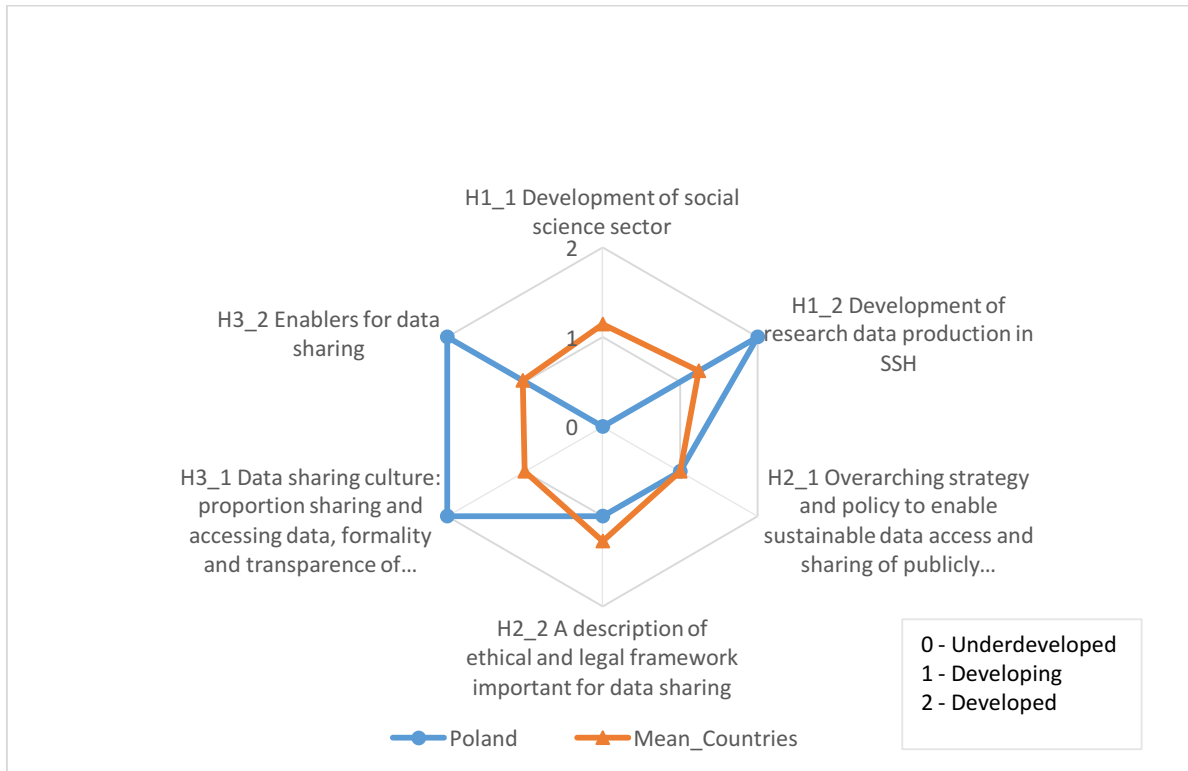 H1_1 Development of social
science sector
2
H1_2 Development of
research data production in
SSH
H3_2 Enablers for data
sharing
1
0
H3_1 Data sharing culture:
proportion sharing and
accessing data, formality
and transparence of…
H2_1 Overarching strategy
and policy to enable
sustainable data access and
sharing of publicly…
H2_2 A description of
ethical and legal framework
important for data sharing
0 - Underdeveloped
1 - Developing
2 - Developed
Poland
Mean_Countries